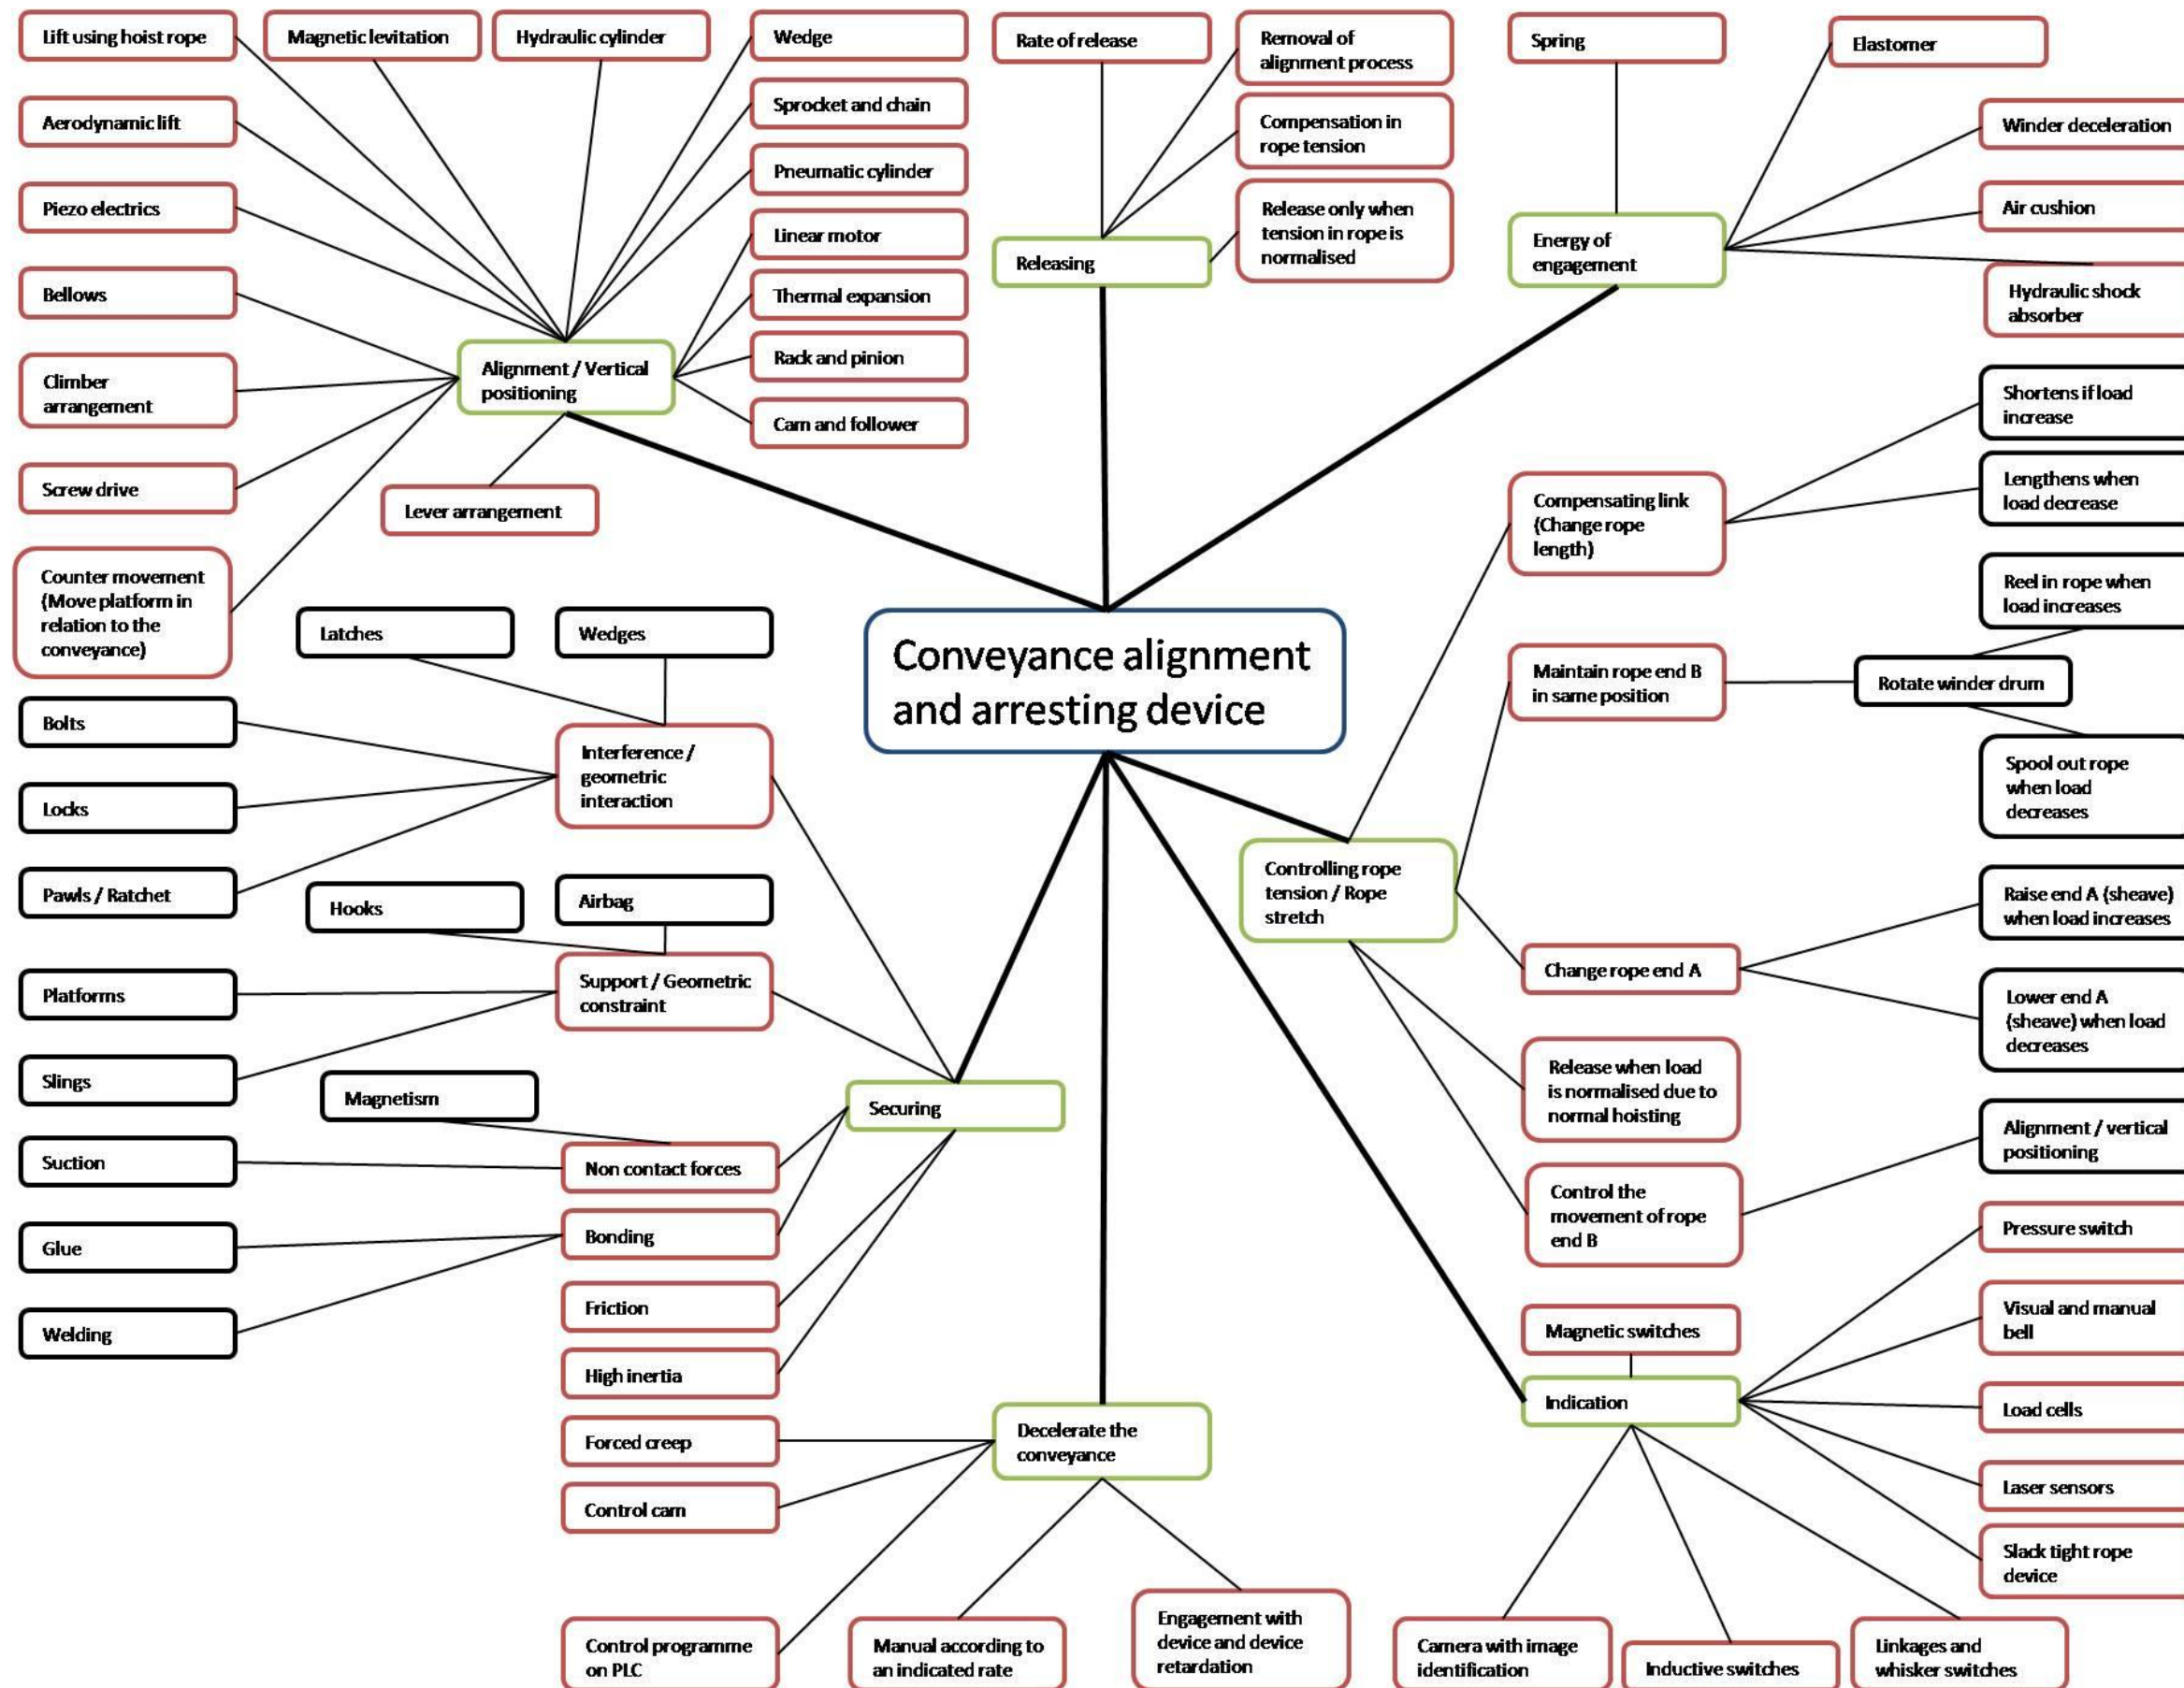 Lift using hoist rope
Magnetic levitation
Hydraulic cylinder
Wedge
Rate of release
Removal of
alignment process
Spring
Elastomer
Aerodynamic lift
Sprocket and chain
Compensation in
rope tension
Winder deceleration
Piezo electrics
Pneumatic cylinder
Release only when
tension in rope is
normalised
Air cushion
Linear motor
Releasing
Energy of
engagement
Bellows
Thermal expansion
Hydraulic shock
absorber
Climber
arrangement
Alignment / Vertical
positioning
Rack and pinion
Cam and follower
Shortens if load
increase
Screw drive
Lever arrangement
Compensating link
(Change rope
length)
Lengthens when
load decrease
Counter movement
(Move platform in
relation to the
conveyance)
Latches
Wedges
Conveyance alignment
and arresting device
Reel in rope when
load increases
Maintain rope end B
in same position
Rotate winder drum
Bolts
Interference /
geometric
interaction
Spool out rope
when load
decreases
Locks
Pawls / Ratchet
Hooks
Airbag
Controlling rope
tension / Rope
stretch
Raise end A (sheave)
when load increases
Platforms
Support / Geometric
constraint
Change rope end A
Lower end A
(sheave) when load
decreases
Slings
Magnetism
Securing
Release when load
is normalised due to
normal hoisting
Alignment / vertical
positioning
Suction
Non contact forces
Control the
movement of rope
end B
Pressure switch
Glue
Bonding
Friction
Magnetic switches
Visual and manual
bell
Welding
High inertia
Indication
Load cells
Forced creep
Decelerate the
conveyance
Laser sensors
Control cam
Slack tight rope
device
Control programme
on PLC
Manual according to
an indicated rate
Engagement with
device and device
retardation
Camera with image
identification
Inductive switches
Linkages and
whisker switches